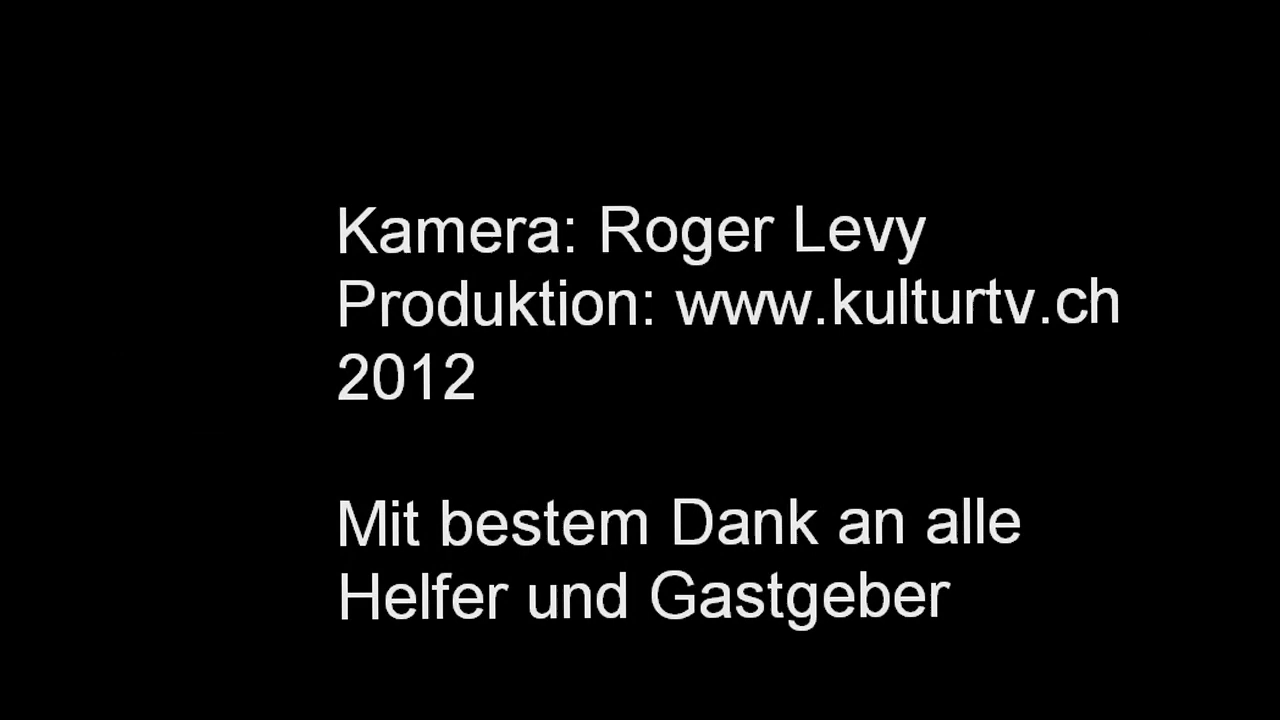 Kamera: Roger Levy
Produktion: www.kulturtv.ch
2012
Mit bestem Dank an alle
Helfer und Gastgeber